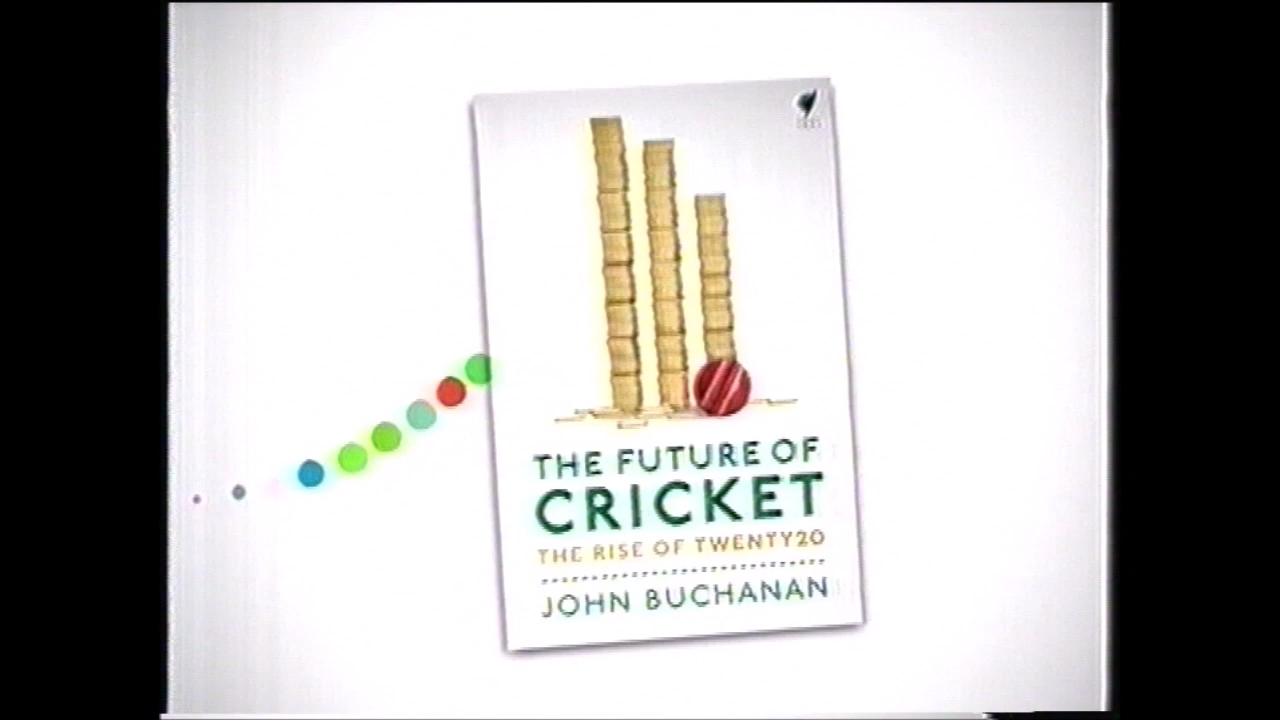 THE FUTURE OF
CRICKET
THE RISE OF TWENTY20
JOHN BUCHANAN